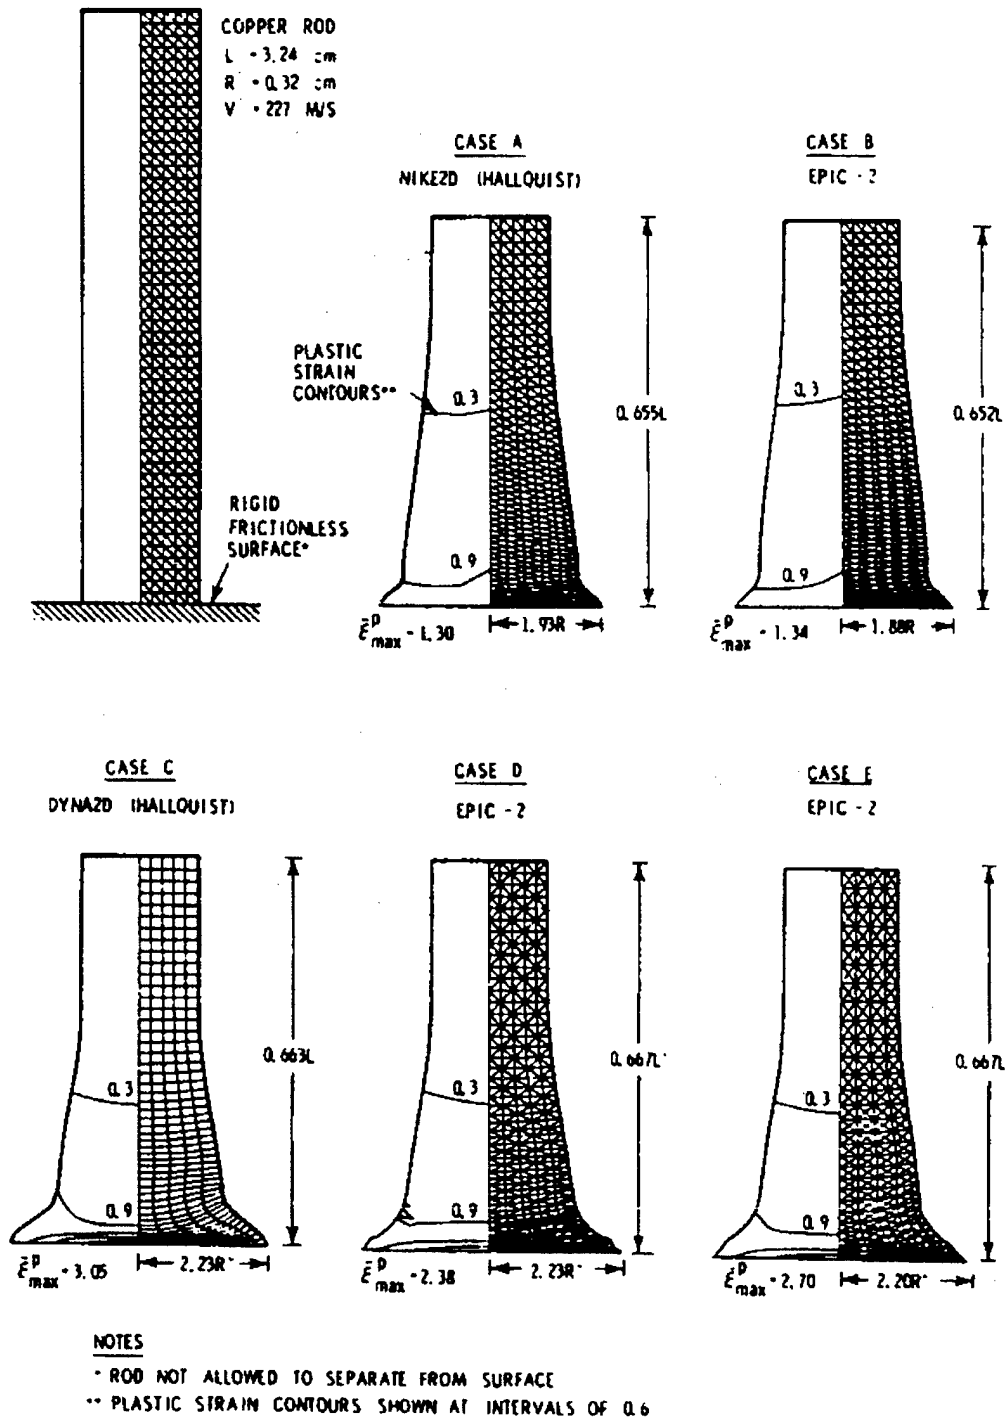 COPPER ROD
L = 3.24 cm
R = 0.32 cm
V = 227 M/S
CASE A
NIKE2D (HALLQUIST)
CASE B
EPIC - 2
PLASTIC
STRAIN
CONTOURS**
0.3
0.9
0.655L
0.3
0.9
0.652L
RIGID
FRICTIONLESS
SURFACE*
ε̄ᵖmax = 1.30
1.93R
ε̄ᵖmax = 1.34
1.88R
CASE C
DYNA2D (HALLQUIST)
CASE D
EPIC - 2
CASE E
EPIC - 2
0.3
0.9
0.663L
0.3
0.9
0.667L
0.3
0.9
0.667L
ε̄ᵖmax = 3.05
2.23R
ε̄ᵖmax = 2.38
2.23R
ε̄ᵖmax = 2.70
2.20R
NOTES
* ROD NOT ALLOWED TO SEPARATE FROM SURFACE
** PLASTIC STRAIN CONTOURS SHOWN AT INTERVALS OF 0.6